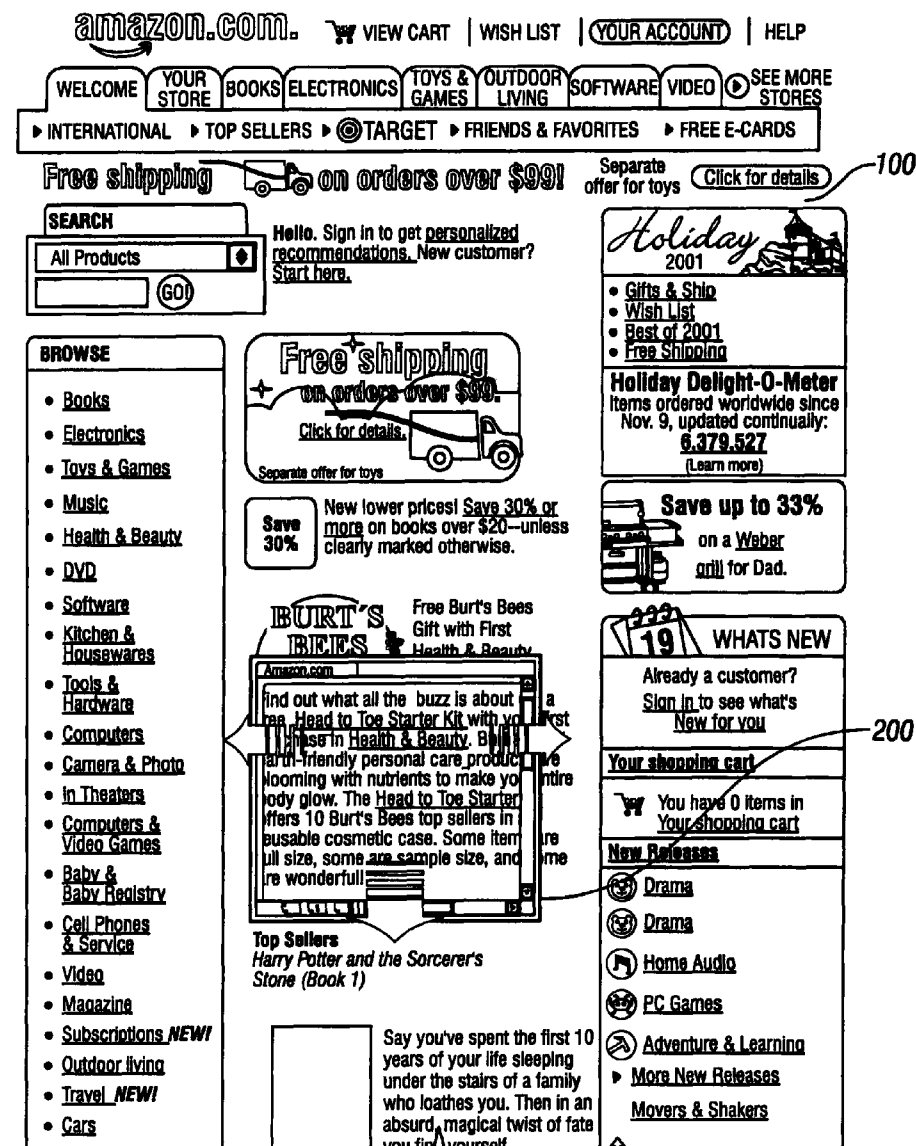 amazon.com.
VIEW CART | WISH LIST | YOUR ACCOUNT | HELP
WELCOME
YOUR
STORE
BOOKS
ELECTRONICS
TOYS &
GAMES
OUTDOOR
LIVING
SOFTWARE
VIDEO
SEE MORE
STORES
INTERNATIONAL TOP SELLERS TARGET FRIENDS & FAVORITES FREE E-CARDS
Free shipping on orders over $99!
Separate
offer for toys
Click for details
100
SEARCH
All Products
GO!
Hello. Sign in to get personalized
recommendations. New customer?
Start here.
Holiday
2001
• Gifts & Ship
• Wish List
• Best of 2001
• Free Shipping
Holiday Delight-O-Meter
Items ordered worldwide since
Nov. 9, updated continually:
6.379.527
(Learn more)
BROWSE
• Books
• Electronics
• Toys & Games
• Music
• Health & Beauty
• DVD
• Software
• Kitchen &
Housewares
• Tools &
Hardware
• Computers
• Camera & Photo
• in Theaters
• Computers &
Video Games
• Baby &
Baby Registry
• Cell Phones
& Service
• Video
• Magazine
• Subscriptions NEW!
• Outdoor living
• Travel NEW!
• Cars
Free shipping
on orders over $99.
Click for details.
Separate offer for toys
Save
30%
New lower prices! Save 30% or
more on books over $20--unless
clearly marked otherwise.
BURT'S
BEES
Free Burt's Bees
Gift with First
Health & Beauty
Amazon.com
find out what all the buzz is about a
Head to Toe Starter Kit with
in Health & Beauty.
earth-friendly personal care
blooming with nutrients to make you entire
body glow. The Head to Toe Starter
offers 10 Burt's Bees top sellers in
reusable cosmetic case. Some item are
full size, some are sample size, and some
are wonderful!
200
Top Sellers
Harry Potter and the Sorcerer's
Stone (Book 1)
Say you've spent the first 10
years of your life sleeping
under the stairs of a family
who loathes you. Then in an
absurd, magical twist of fate
you find yourself
Save up to 33%
on a Weber
grill for Dad.
19
WHATS NEW
Already a customer?
Sign in to see what's
New for you
Your shopping cart
You have 0 items in
Your shopping cart
New Releases
Drama
Drama
Home Audio
PC Games
Adventure & Learning
More New Releases
Movers & Shakers